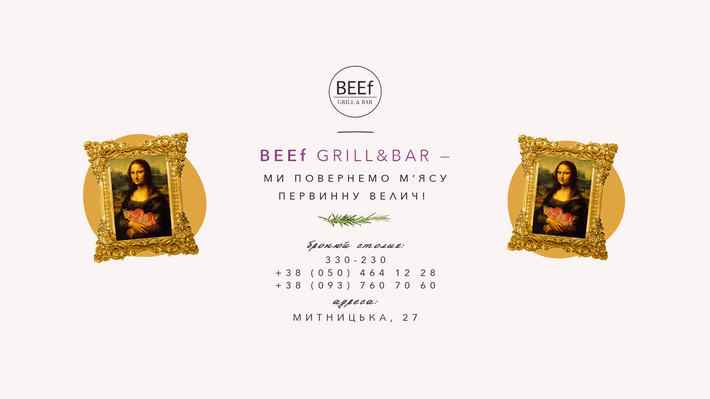 BEEf
GRILL & BAR
BEEf GRILL&BAR –
МИ ПОВЕРНЕМО М'ЯСУ
ПЕРВИННУ ВЕЛИЧ!
бронюй столик:
330-230
+38 (050) 464 12 28
+38 (093) 760 70 60
адреса:
МИТНИЦЬКА, 27